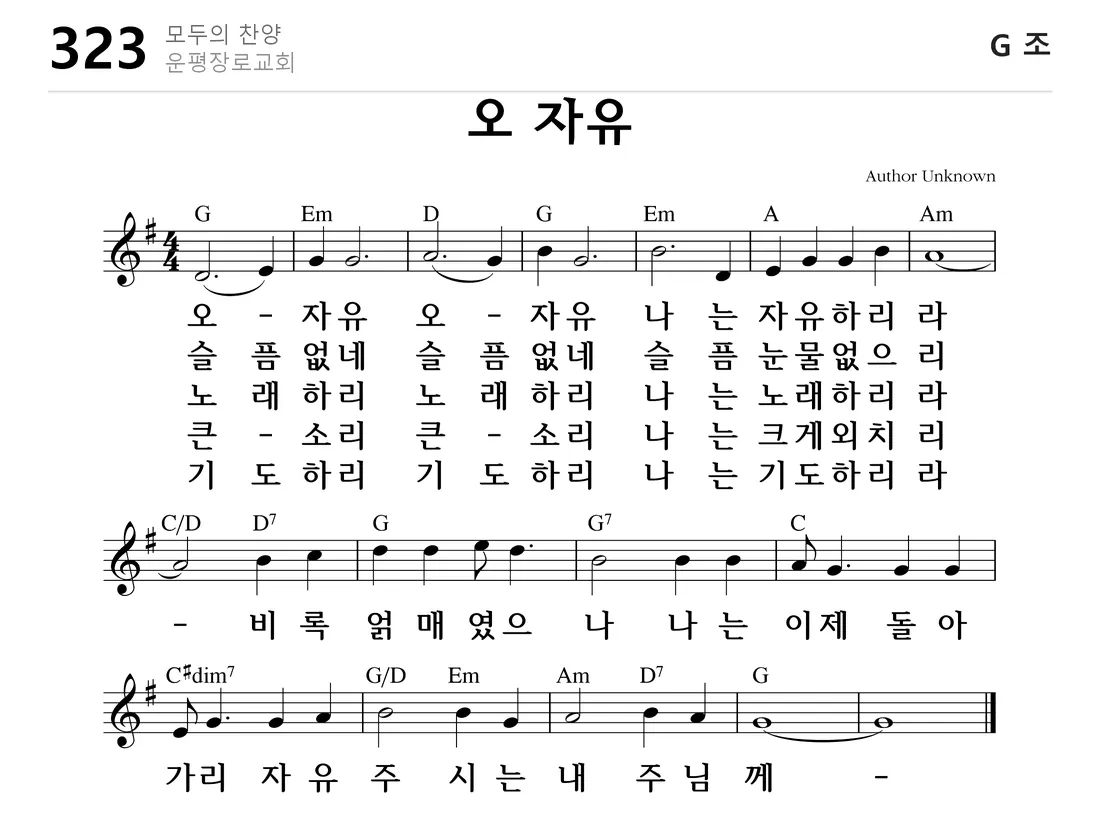 323
모두의 찬양
운평장로교회
G 조
오 자유
Author Unknown
G Em D G Em A Am
오 - 자유 오 - 자유 나 는 자유하리 라
슬 픔 없네 슬 픔 없네 슬 픔 눈물없으 리
노 래 하리 노 래 하리 나 는 노래하리 라
큰 - 소리 큰 - 소리 나 는 크게외치 리
기 도 하리 기 도 하리 나 는 기도하리 라
C/D D7 G G7 C
- 비 록 얽 매 였으 나 나 는 이제 돌 아
C#dim7 G/D Em Am D7 G
가리 자 유 주 시 는 내 주 님 께 -